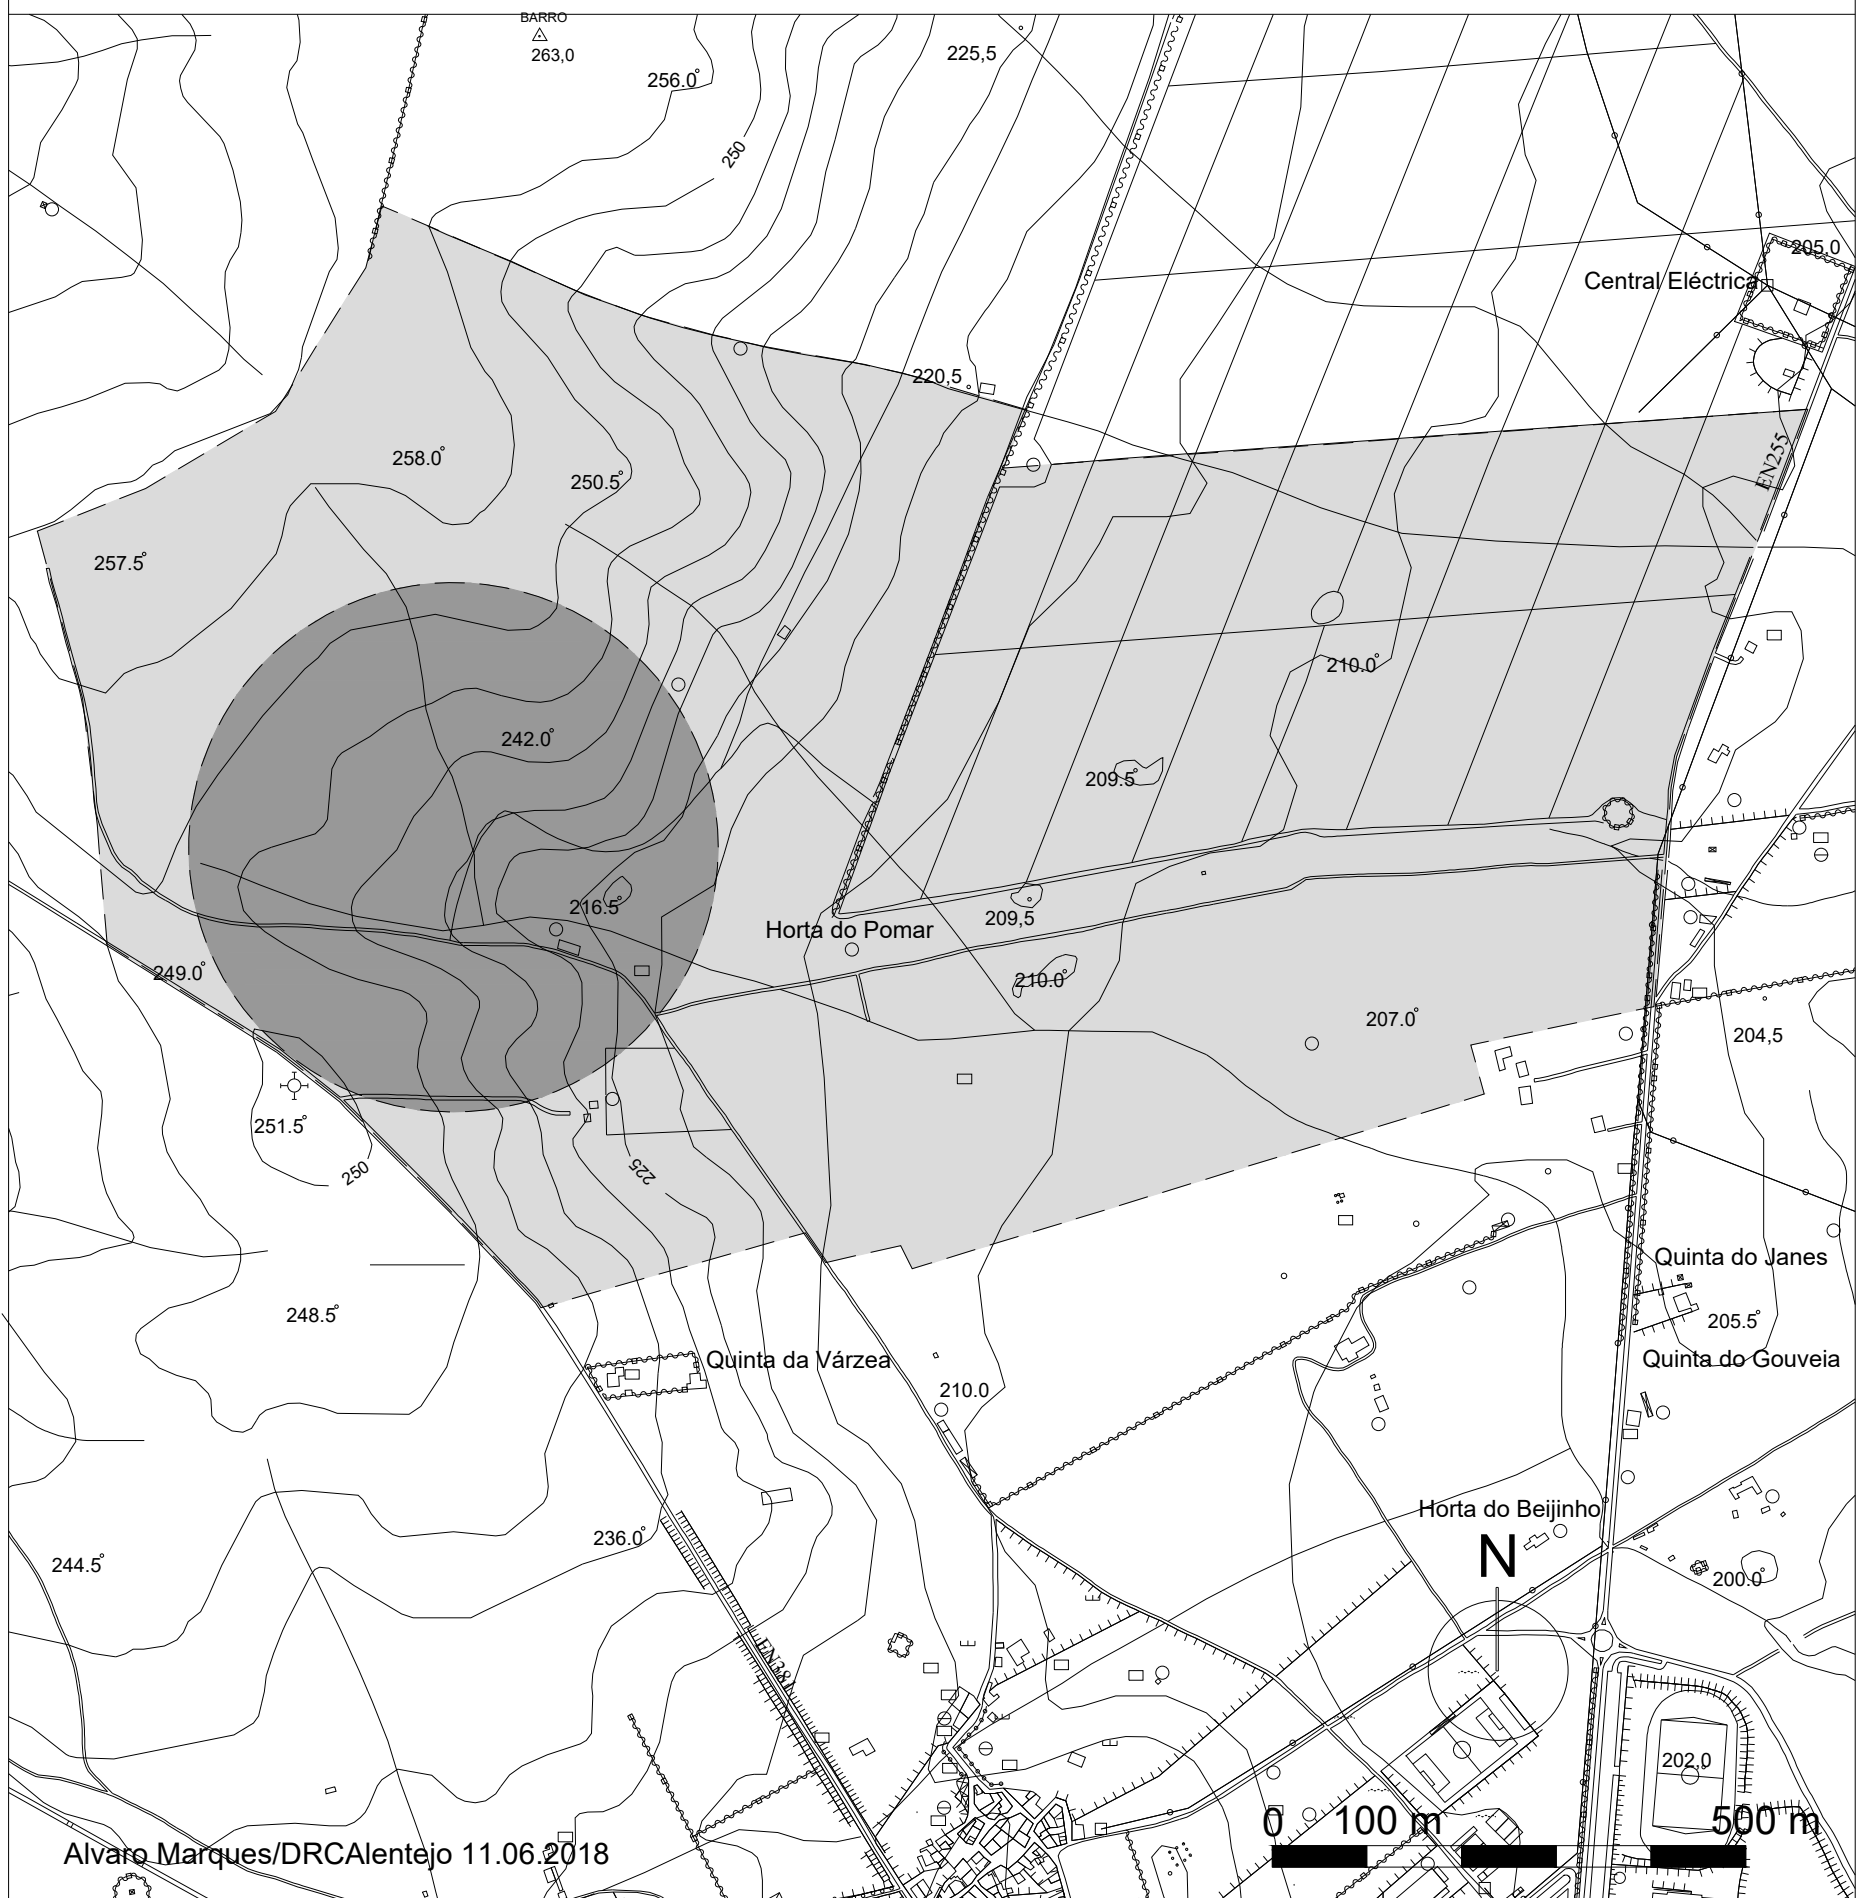 BARRO
263,0
225,5
256.0
250
205,0
Central Eléctrica
220,5
258.0
250.5
EN255
257.5
210.0
242.0
209.5
216.5
209,5
Horta do Pomar
249.0
210.0
207.0
204,5
251.5
250
225
Quinta do Janes
248.5
205.5
Quinta da Várzea
Quinta do Gouveia
210.0
Horta do Beijinho
236.0
N
244.5
200.0
202,0
0 100 m 500 m
Alvaro Marques/DRCAlentejo 11.06.2018